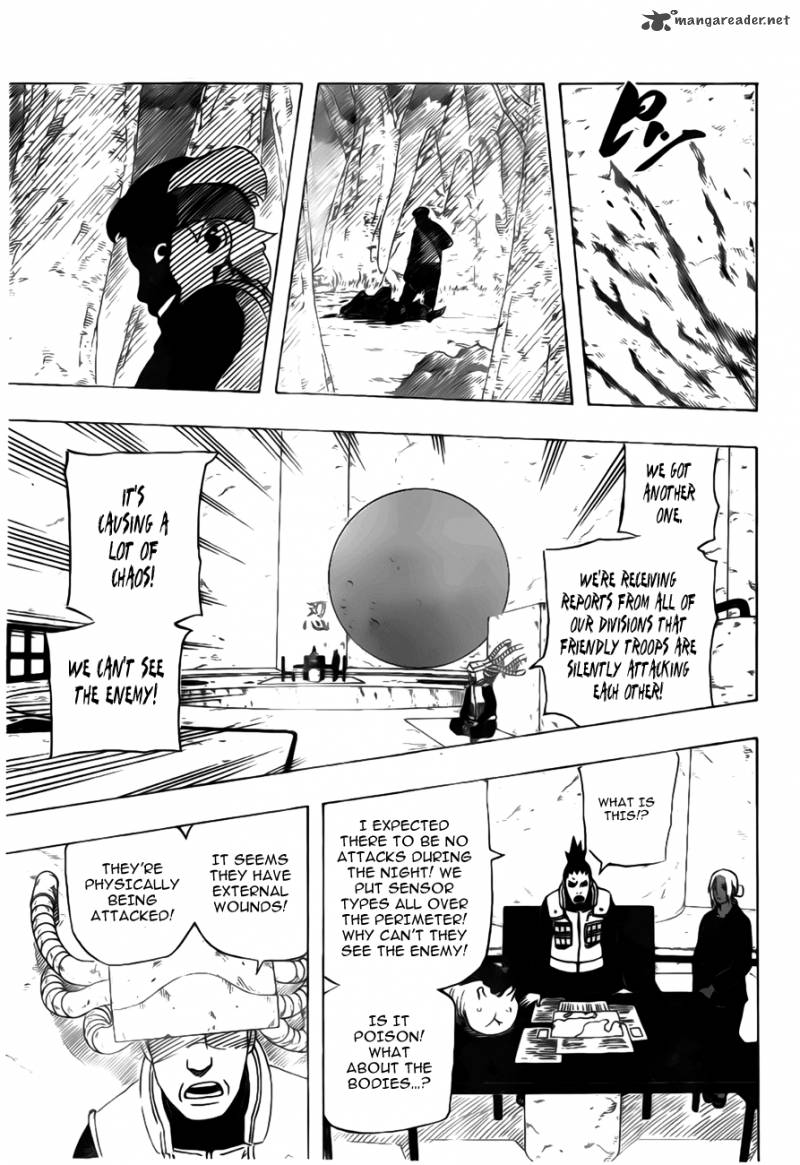 mangareader.net
ピッ
WE GOT
ANOTHER
ONE.
WE'RE RECEIVING
REPORTS FROM ALL OF
OUR DIVISIONS THAT
FRIENDLY TROOPS ARE
SILENTLY ATTACKING
EACH OTHER!
IT'S
CAUSING A
LOT OF
CHAOS!
WE CAN'T SEE
THE ENEMY!
忍
WHAT IS
THIS!?
I EXPECTED
THERE TO BE NO
ATTACKS DURING
THE NIGHT! WE
PUT SENSOR
TYPES ALL OVER
THE PERIMETER!
WHY CAN'T THEY
SEE THE ENEMY!
IS IT
POISON!
WHAT
ABOUT THE
BODIES...?
IT SEEMS
THEY HAVE
EXTERNAL
WOUNDS!
THEY'RE
PHYSICALLY
BEING
ATTACKED!